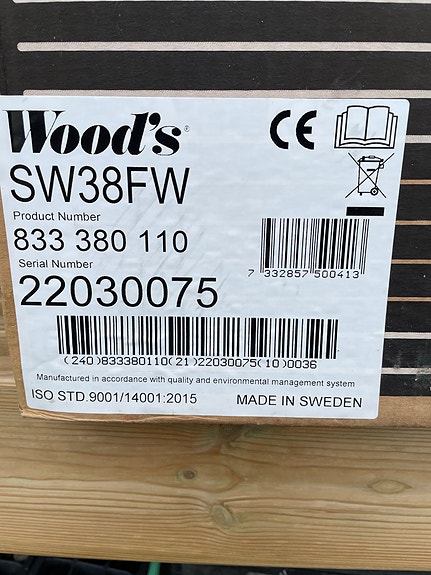 Wood's®
CE
SW38FW
Product Number
833 380 110
7 332857 500413
Serial Number
22030075
(240)833380110(21)22030075(10)0036
Manufactured in accordance with quality and environmental management system
ISO STD.9001/14001:2015 MADE IN SWEDEN